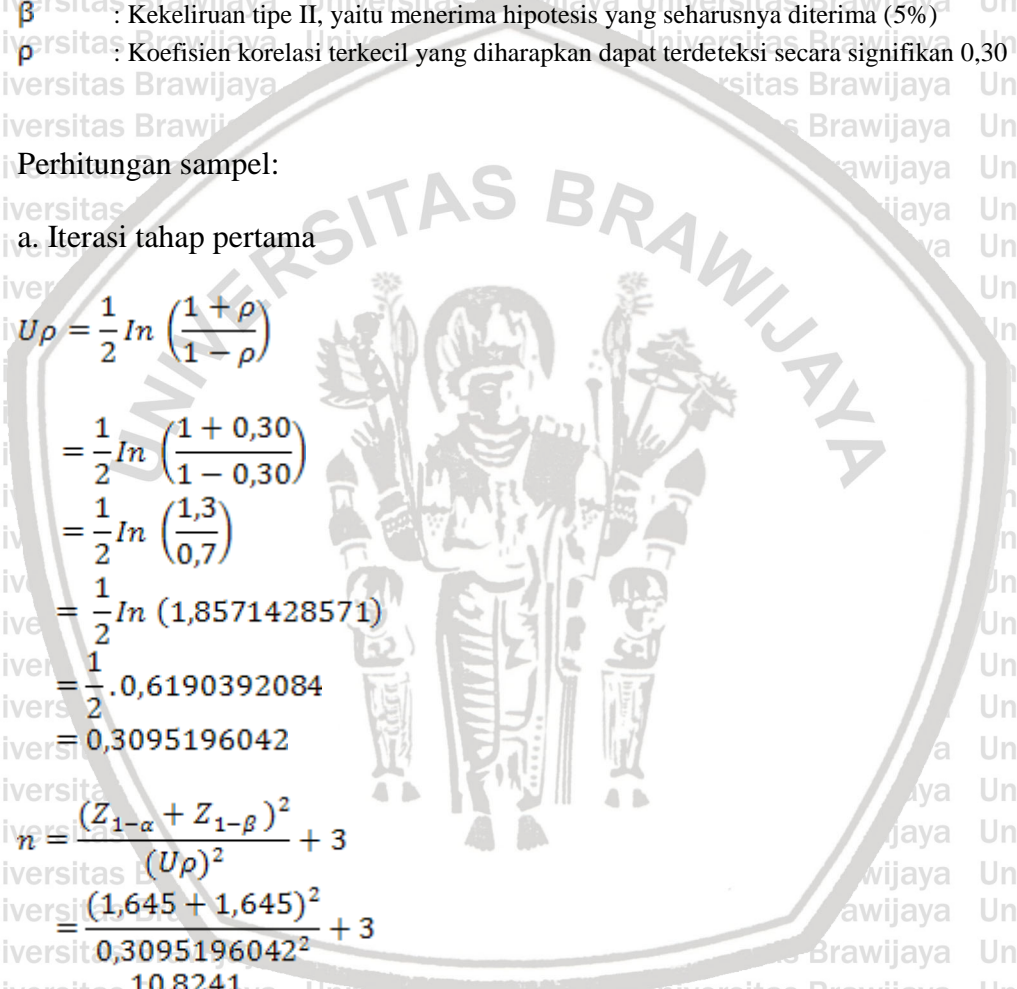 β : Kekeliruan tipe II, yaitu menerima hipotesis yang seharusnya diterima (5%)
ρ : Koefisien korelasi terkecil yang diharapkan dapat terdeteksi secara signifikan 0,30
Perhitungan sampel:
UNIVERSITAS BRAWIJAYA
a. Iterasi tahap pertama
Uρ = 1/2 In ((1 + ρ)/(1 − ρ))
= 1/2 In ((1 + 0,30)/(1 − 0,30))
= 1/2 In (1,3/0,7)
= 1/2 In (1,8571428571)
= 1/2 . 0,6190392084
= 0,3095196042
n = (Z₁₋α + Z₁₋β)²/(Uρ)² + 3
= (1,645 + 1,645)²/0,3095196042² + 3
10,8241